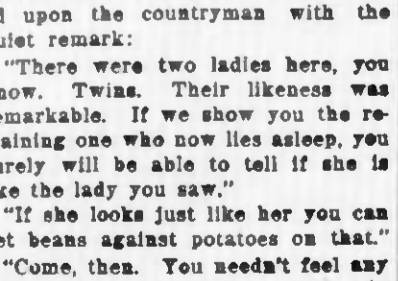 d upon the countryman with the
uiet remark:
"There were two ladies here, you
now. Twins. Their likeness was
emarkable. If we show you the re-
aining one who now lies asleep, you
urely will be able to tell if she is
ke the lady you saw."
"If she looks just like her you can
et beans against potatoes on that."
"Come, then. You needn't feel any